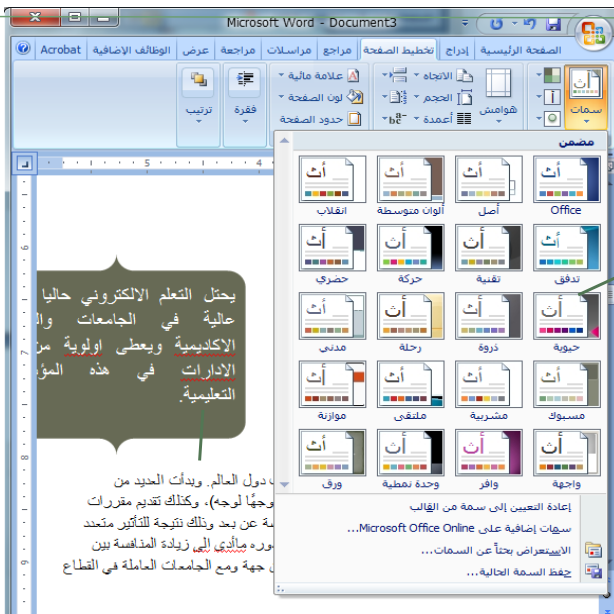 Microsoft Word - Document3
الصفحة الرئيسية إدراج تخطيط الصفحة مراجع مراسلات مراجعة عرض الوظائف الإضافية Acrobat
سمات
هوامش
الاتجاه
الحجم
أعمدة
علامة مائية
لون الصفحة
حدود الصفحة
فقرة
ترتيب
5 4
مضمن
Office أصل ألوان متوسطة انقلاب
تدفق تقنية حركة حضري
حيوية ذروة رحلة مدني
مسبوك مشربية ملتقى موازنة
واجهة وافر وحدة نمطية ورق
إعادة التعيين إلى سمة من القالب
سمات إضافية على Microsoft Office Online...
الاستعراض بحثاً عن السمات...
حفظ السمة الحالية...
يحتل التعلم الالكتروني حاليا
عالية في الجامعات
الاكاديمية ويعطى اولوية
الادارات في هذه
التعليمية.
دول العالم. وبدأت العديد من
وجهًا لوجه)، وكذلك تقديم مقررات
عن بعد وذلك نتيجة للتأثير متعدد
ماأدى إلى زيادة المنافسة بين
جهة ومع الجامعات العاملة في القطاع